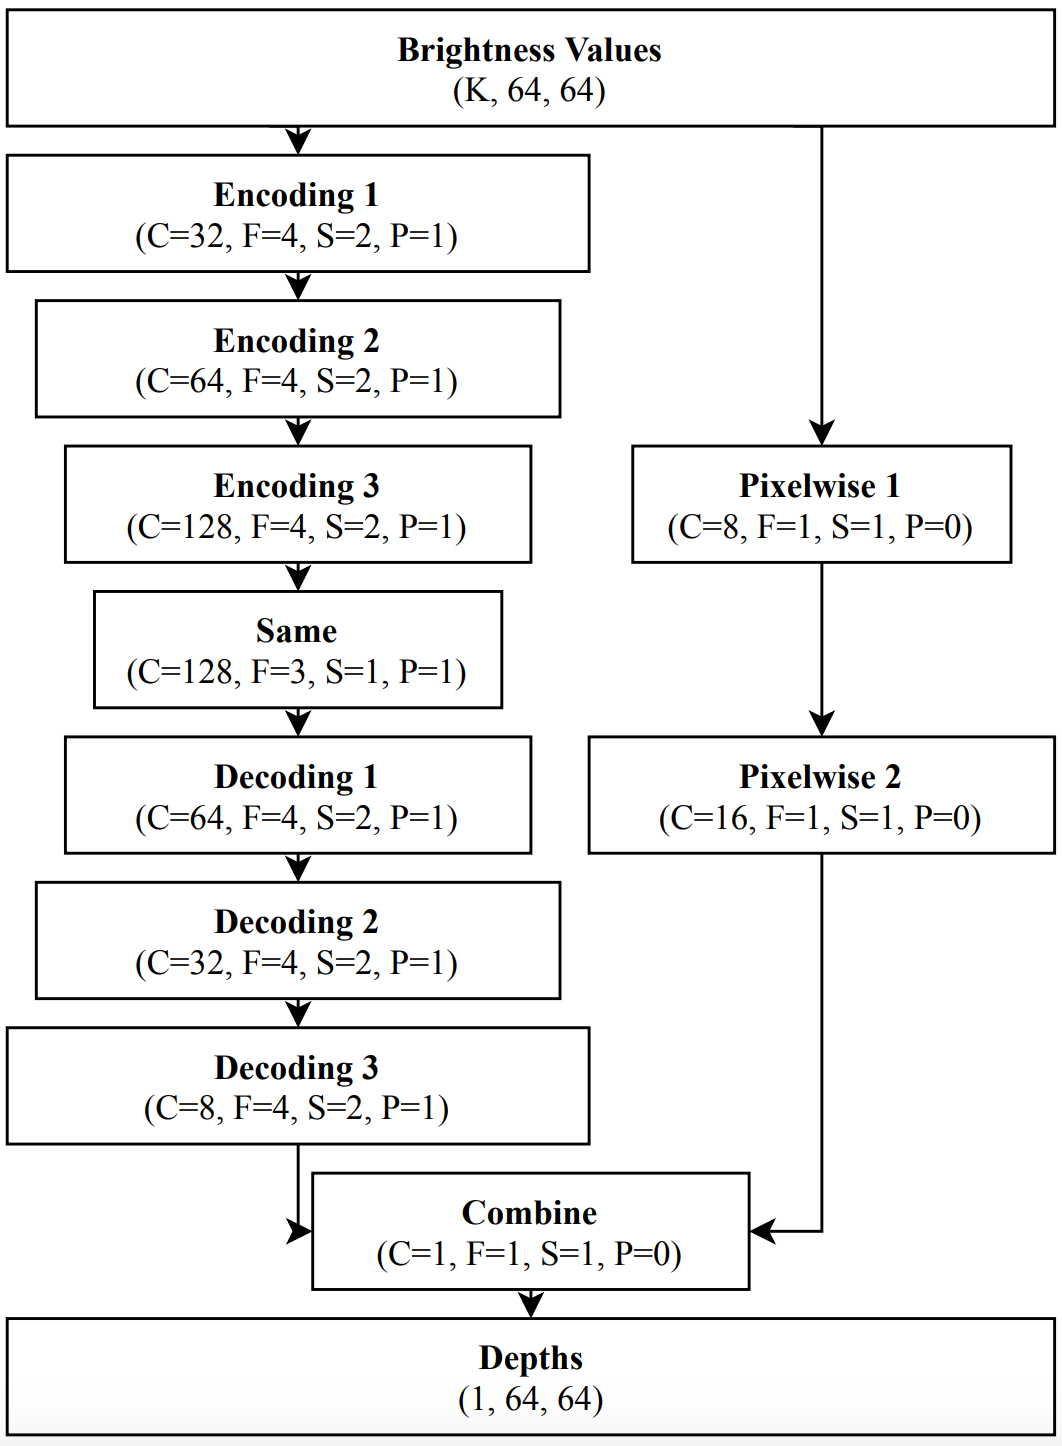 Brightness Values
(K, 64, 64)
Encoding 1
(C=32, F=4, S=2, P=1)
Encoding 2
(C=64, F=4, S=2, P=1)
Encoding 3
(C=128, F=4, S=2, P=1)
Same
(C=128, F=3, S=1, P=1)
Decoding 1
(C=64, F=4, S=2, P=1)
Decoding 2
(C=32, F=4, S=2, P=1)
Decoding 3
(C=8, F=4, S=2, P=1)
Pixelwise 1
(C=8, F=1, S=1, P=0)
Pixelwise 2
(C=16, F=1, S=1, P=0)
Combine
(C=1, F=1, S=1, P=0)
Depths
(1, 64, 64)